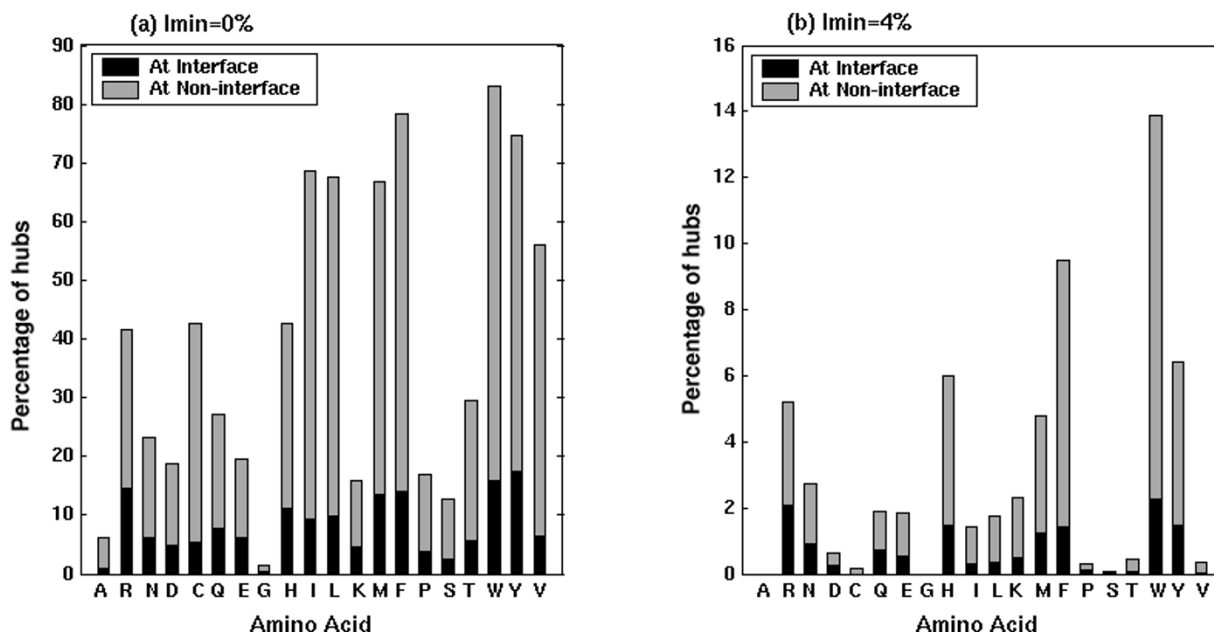 (a) Imin=0%
90
80
70
60
50
40
30
20
10
0
Percentage of hubs
At Interface
At Non-interface
A R N D C Q E G H I L K M F P S T W Y V
Amino Acid
(b) Imin=4%
16
14
12
10
8
6
4
2
0
Percentage of hubs
At Interface
At Non-interface
A R N D C Q E G H I L K M F P S T W Y V
Amino Acid